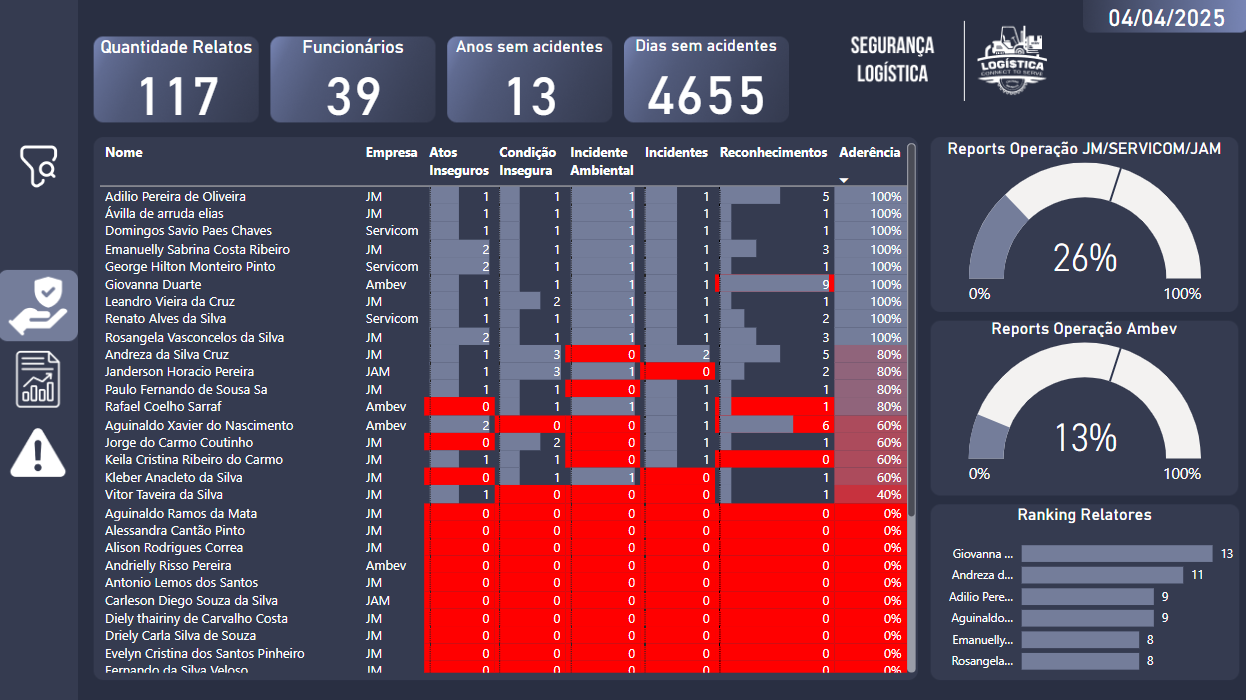 04/04/2025
Quantidade Relatos
117
Funcionários
39
Anos sem acidentes
13
Dias sem acidentes
4655
SEGURANÇA
LOGÍSTICA
LOGÍSTICA
CONNECT TO SERVE
Nome Empresa Atos Inseguros Condição Insegura Incidente Ambiental Incidentes Reconhecimentos Aderência
Adilio Pereira de Oliveira JM 1 1 1 1 5 100%
Ávilla de arruda elias JM 1 1 1 1 1 100%
Domingos Savio Paes Chaves Servicom 1 1 1 1 1 100%
Emanuelly Sabrina Costa Ribeiro JM 2 1 1 1 3 100%
George Hilton Monteiro Pinto Servicom 2 1 1 1 1 100%
Giovanna Duarte Ambev 1 1 1 1 9 100%
Leandro Vieira da Cruz JM 1 2 1 1 1 100%
Renato Alves da Silva Servicom 1 1 1 1 2 100%
Rosangela Vasconcelos da Silva JM 2 1 1 1 3 100%
Andreza da Silva Cruz JM 1 3 0 2 5 80%
Janderson Horacio Pereira JAM 1 3 1 0 2 80%
Paulo Fernando de Sousa Sa JM 1 1 0 1 1 80%
Rafael Coelho Sarraf Ambev 0 1 1 1 1 80%
Aguinaldo Xavier do Nascimento Ambev 2 0 0 1 6 60%
Jorge do Carmo Coutinho JM 0 2 0 1 1 60%
Keila Cristina Ribeiro do Carmo JM 1 1 0 1 0 60%
Kleber Anacleto da Silva JM 0 1 1 0 1 60%
Vitor Taveira da Silva JM 1 0 0 0 1 40%
Aguinaldo Ramos da Mata JM 0 0 0 0 0 0%
Alessandra Cantão Pinto JM 0 0 0 0 0 0%
Alison Rodrigues Correa JM 0 0 0 0 0 0%
Andrielly Risso Pereira Ambev 0 0 0 0 0 0%
Antonio Lemos dos Santos JM 0 0 0 0 0 0%
Carleson Diego Souza da Silva JAM 0 0 0 0 0 0%
Diely thairiny de Carvalho Costa JM 0 0 0 0 0 0%
Driely Carla Silva de Souza JM 0 0 0 0 0 0%
Evelyn Cristina dos Santos Pinheiro JM 0 0 0 0 0 0%
Fernando da Silva Veloso JM 0 0 0 0 0 0%
Reports Operação JM/SERVICOM/JAM
26%
0% 100%
Reports Operação Ambev
13%
0% 100%
Ranking Relatores
Giovanna ... 13
Andreza d... 11
Adilio Pere... 9
Aguinaldo... 9
Emanuelly... 8
Rosangela... 8